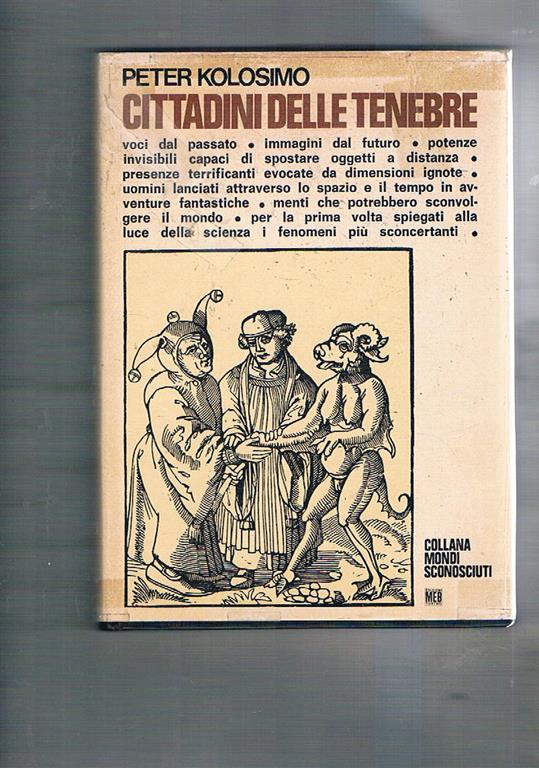 PETER KOLOSIMO
CITTADINI DELLE TENEBRE
voci dal passato • immagini dal futuro • potenze
invisibili capaci di spostare oggetti a distanza •
presenze terrificanti evocate da dimensioni ignote •
uomini lanciati attraverso lo spazio e il tempo in av-
venture fantastiche • menti che potrebbero sconvol-
gere il mondo • per la prima volta spiegati alla
luce della scienza i fenomeni più sconcertanti •
COLLANA
MONDI
SCONOSCIUTI
MEB